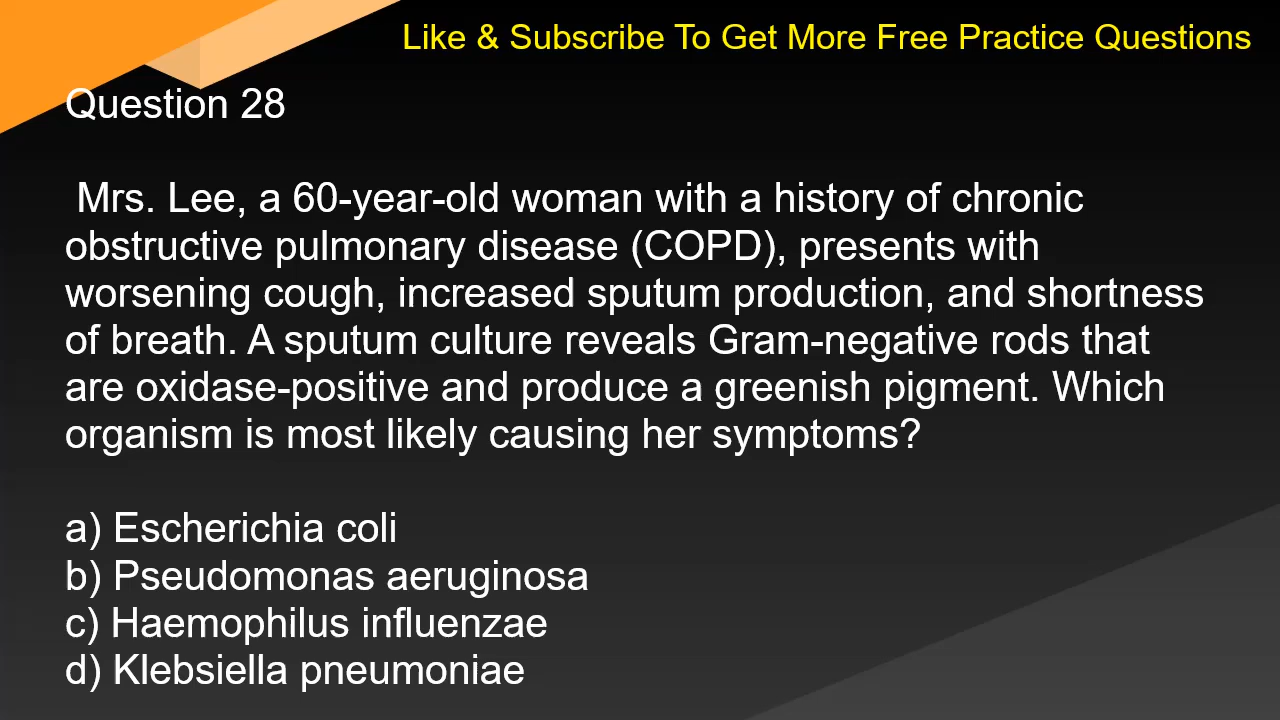 Like & Subscribe To Get More Free Practice Questions
Question 28
Mrs. Lee, a 60-year-old woman with a history of chronic
obstructive pulmonary disease (COPD), presents with
worsening cough, increased sputum production, and shortness
of breath. A sputum culture reveals Gram-negative rods that
are oxidase-positive and produce a greenish pigment. Which
organism is most likely causing her symptoms?
a) Escherichia coli
b) Pseudomonas aeruginosa
c) Haemophilus influenzae
d) Klebsiella pneumoniae